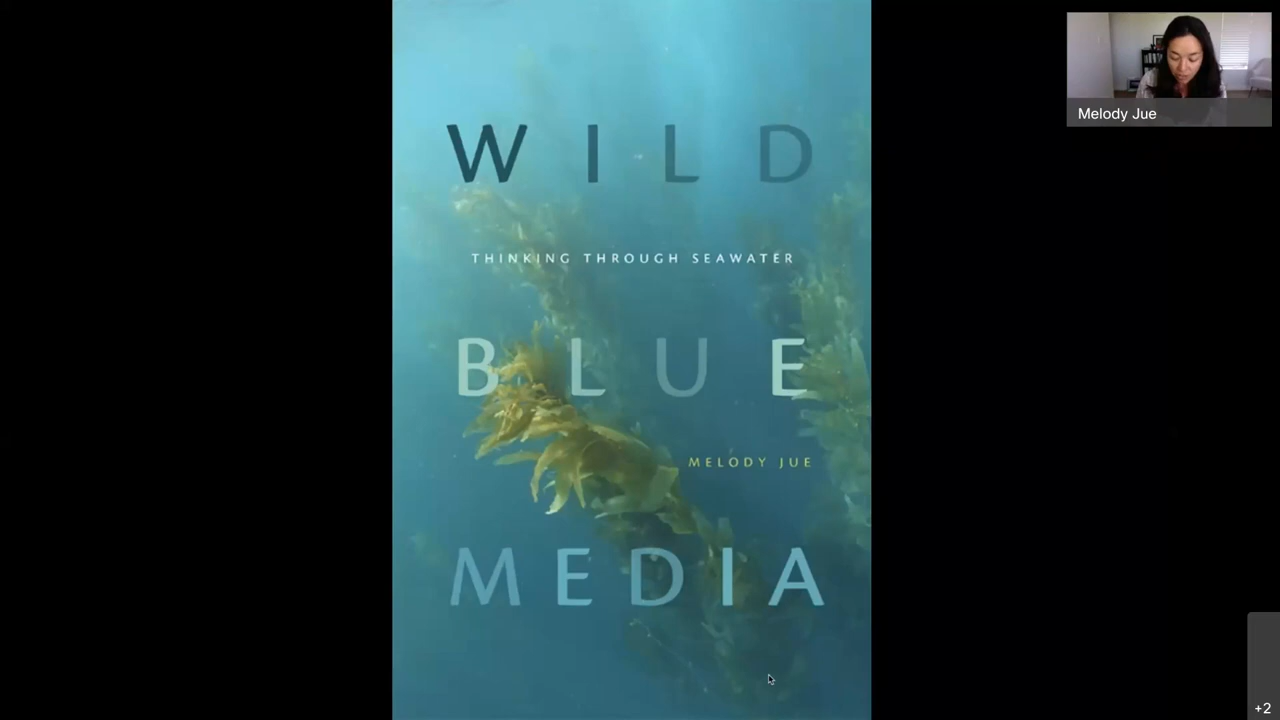 WILD
THINKING THROUGH SEAWATER
BLUE
MELODY JUE
MEDIA
Melody Jue
+2